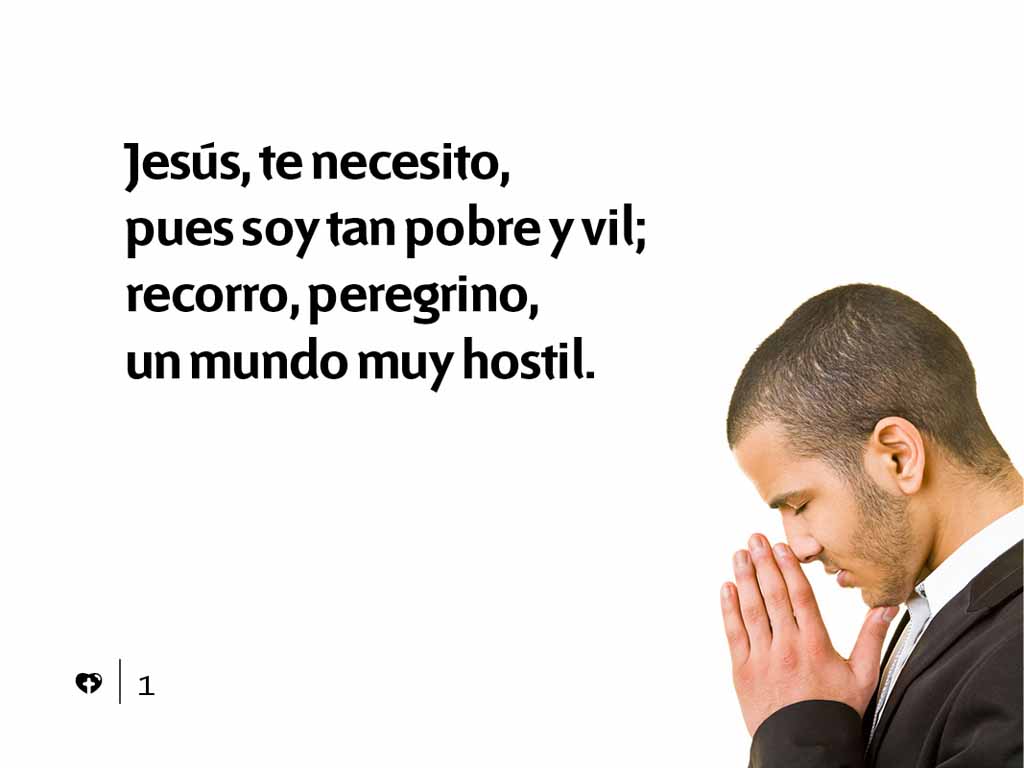 Jesús, te necesito,
pues soy tan pobre y vil;
recorro, peregrino,
un mundo muy hostil.
1